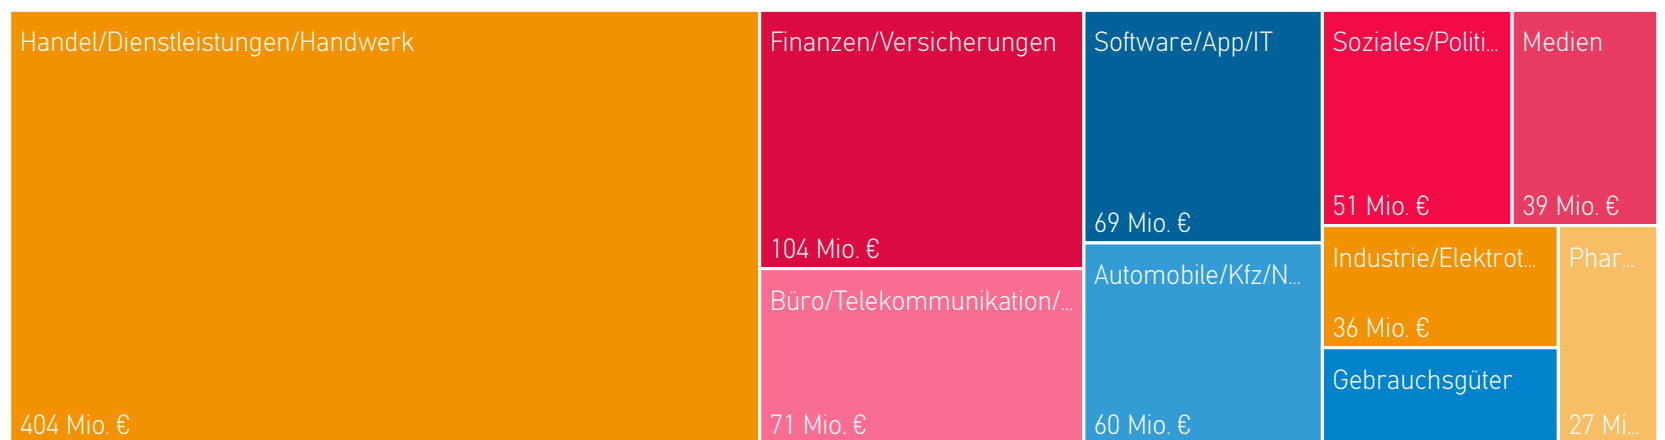 Handel/Dienstleistungen/Handwerk
404 Mio. €
Finanzen/Versicherungen
104 Mio. €
Büro/Telekommunikation/...
71 Mio. €
Software/App/IT
69 Mio. €
Automobile/Kfz/N...
60 Mio. €
Soziales/Politi...
51 Mio. €
Medien
39 Mio. €
Industrie/Elektrot...
36 Mio. €
Gebrauchsgüter
Phar...
27 Mi...